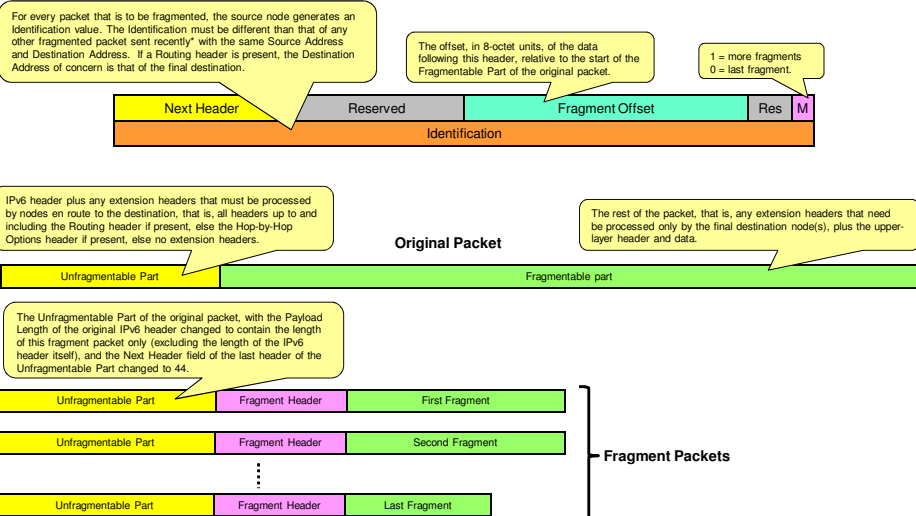 For every packet that is to be fragmented, the source node generates an
Identification value. The Identification must be different than that of any
other fragmented packet sent recently* with the same Source Address
and Destination Address. If a Routing header is present, the Destination
Address of concern is that of the final destination.
The offset, in 8-octet units, of the data
following this header, relative to the start of the
Fragmentable Part of the original packet.
1 = more fragments
0 = last fragment.
Next Header
Reserved
Fragment Offset
Res
M
Identification
IPv6 header plus any extension headers that must be processed
by nodes en route to the destination, that is, all headers up to and
including the Routing header if present, else the Hop-by-Hop
Options header if present, else no extension headers.
The rest of the packet, that is, any extension headers that need
be processed only by the final destination node(s), plus the upper-
layer header and data.
Original Packet
Unfragmentable Part
Fragmentable part
The Unfragmentable Part of the original packet, with the Payload
Length of the original IPv6 header changed to contain the length
of this fragment packet only (excluding the length of the IPv6
header itself), and the Next Header field of the last header of the
Unfragmentable Part changed to 44.
Unfragmentable Part
Fragment Header
First Fragment
Unfragmentable Part
Fragment Header
Second Fragment
Fragment Packets
Unfragmentable Part
Fragment Header
Last Fragment